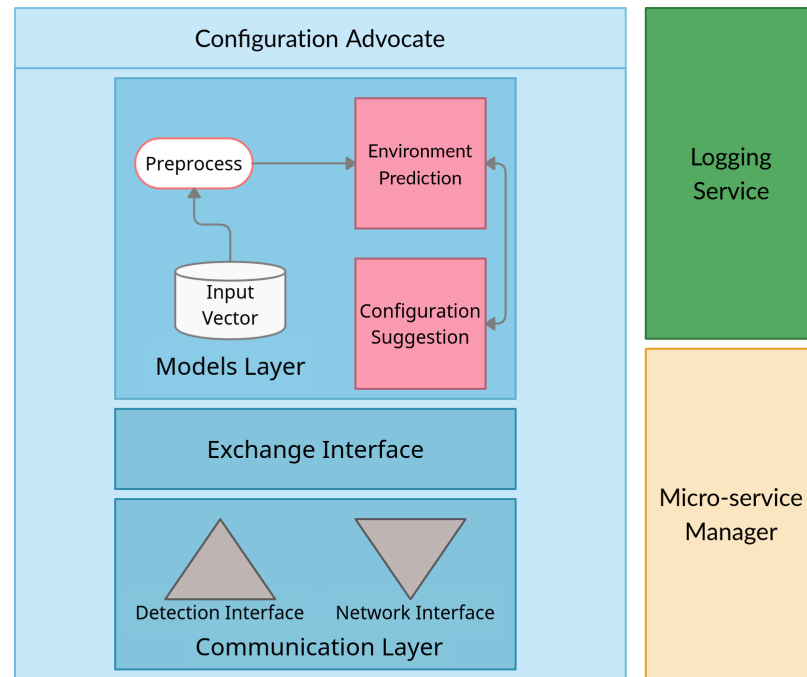 Configuration Advocate
Preprocess
Environment
Prediction
Input
Vector
Configuration
Suggestion
Models Layer
Exchange Interface
Detection Interface
Network Interface
Communication Layer
Logging
Service
Micro-service
Manager